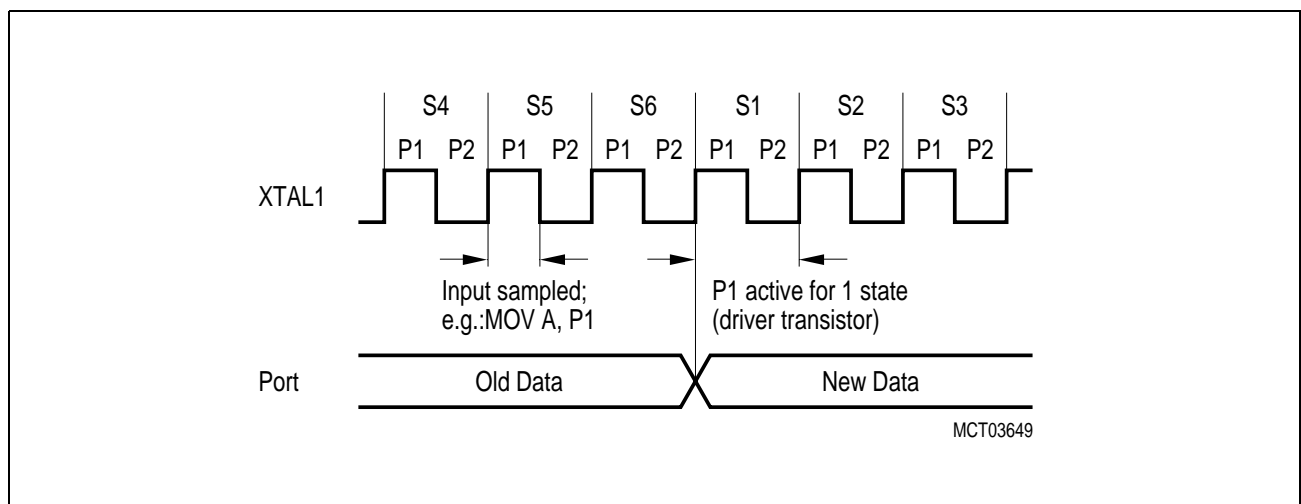 S4 S5 S6 S1 S2 S3
P1 P2 P1 P2 P1 P2 P1 P2 P1 P2 P1 P2
XTAL1
Input sampled;
e.g.:MOV A, P1
P1 active for 1 state
(driver transistor)
Port Old Data New Data
MCT03649